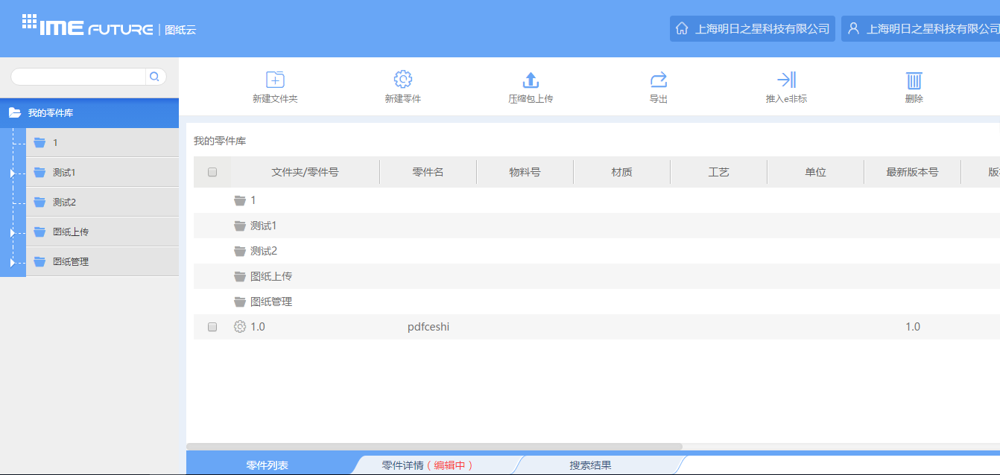 IME FUTURE | 图纸云
上海明日之星科技有限公司
上海明日之星科技有限公司
新建文件夹
新建零件
压缩包上传
导出
推入e非标
删除
我的零件库
1
测试1
测试2
图纸上传
图纸管理
我的零件库
文件夹/零件号 零件名 物料号 材质 工艺 单位 最新版本号 版
1
测试1
测试2
图纸上传
图纸管理
1.0 pdfceshi 1.0
零件列表 零件详情（编辑中） 搜索结果